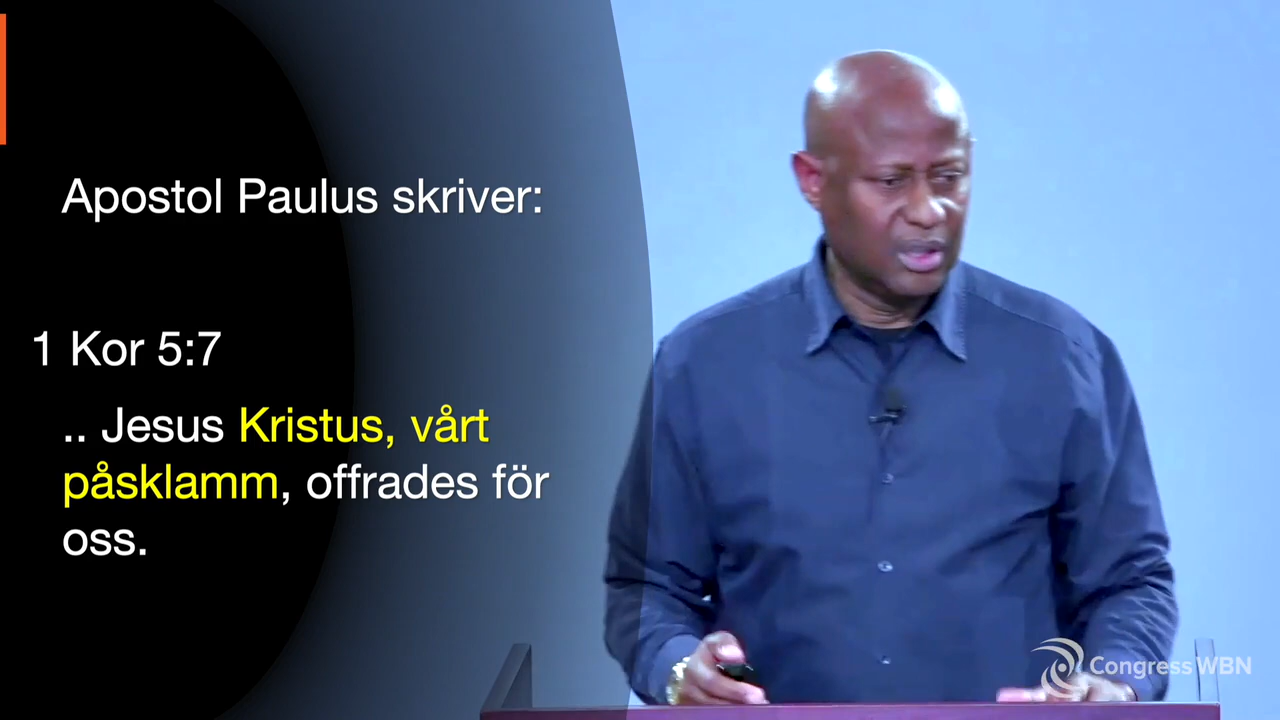 Apostol Paulus skriver:
1 Kor 5:7
.. Jesus Kristus, vårt
påsklamm, offrades för
oss.
Congress WBN